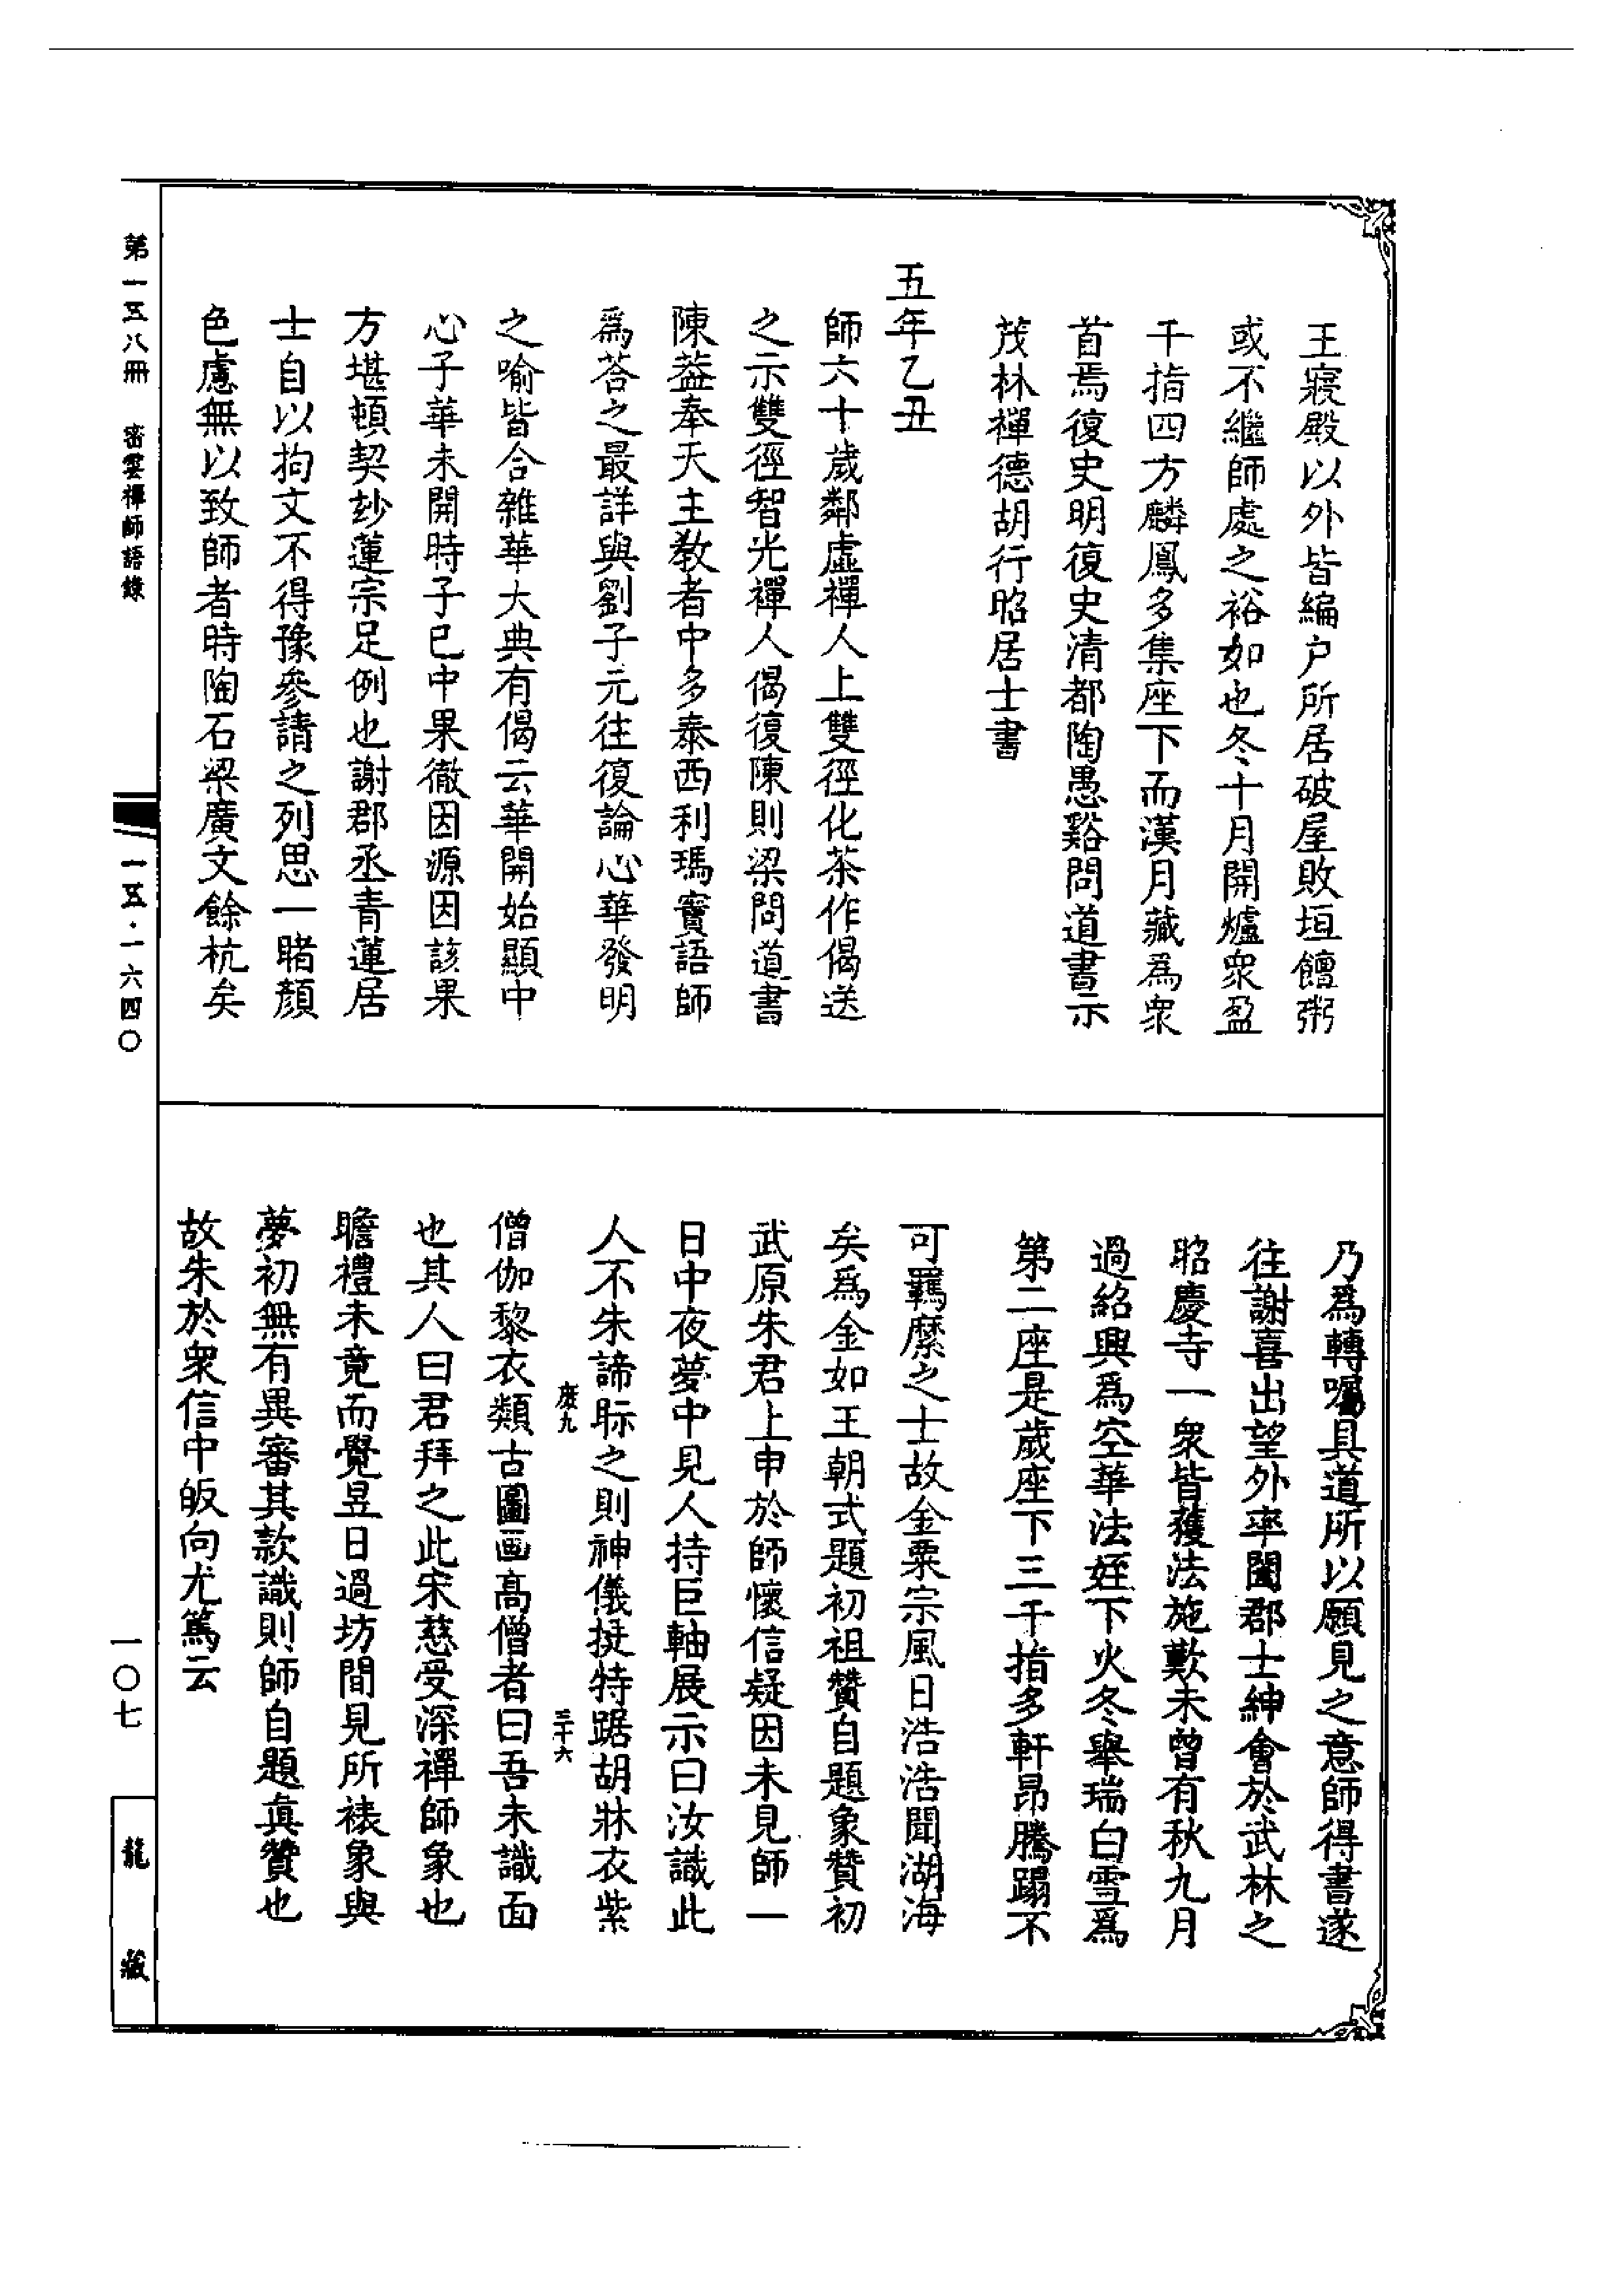 王寢殿以外皆編户所居破屋敗垣饘粥
或不繼師處之裕如也冬十月開爐衆盈
千指四方麟鳳多集座下而漢月藏爲衆
首焉復史明復史清都陶愚谿問道書示
茂林禪德胡行昭居士書
五年乙丑
師六十歲鄰虛禪人上雙徑化茶作偈送
之示雙徑智光禪人偈復陳則梁問道書
陳葢奉天主敎者中多泰西利瑪竇語師
爲荅之最詳與劉子元往復論心華發明
之喻皆合雜華大典有偈云華開始顯中
心子華未開時子巳中果徹因源因該果
方堪頓契玅蓮宗足例也謝郡丞青蓮居
士自以拘文不得豫參請之列思一睹顏
色慮無以致師者時陶石梁廣文餘杭矣
乃爲轉囑具道所以願見之意師得書遂
往謝喜出望外率闔郡士紳會於武林之
昭慶寺一衆皆獲法施歎未曾有秋九月
過紹興爲空華法姪下火冬舉瑞白雪爲
第二座是歲座下三千指多軒昂騰蹋不
可羈縻之士故金粟宗風日浩浩聞湖海
矣爲金如王朝式題初祖贊自題象贊初
武原朱君上申於師懷信疑因未見師一
日中夜夢中見人持巨軸展示曰汝識此
人不朱諦眎之則神儀挺特踞胡牀衣紫
僧伽黎衣類古圖画高僧者曰吾未識面
也其人曰君拜之此宋慈受深禪師象也
瞻禮未竟而覺昱日過坊間見所裱象與
夢初無有異審其款識則師自題真贊也
故朱於衆信中皈向尤篤云
三十六
第一五八冊 密雲禪師語錄
一五·一六四〇
一〇七
龍藏